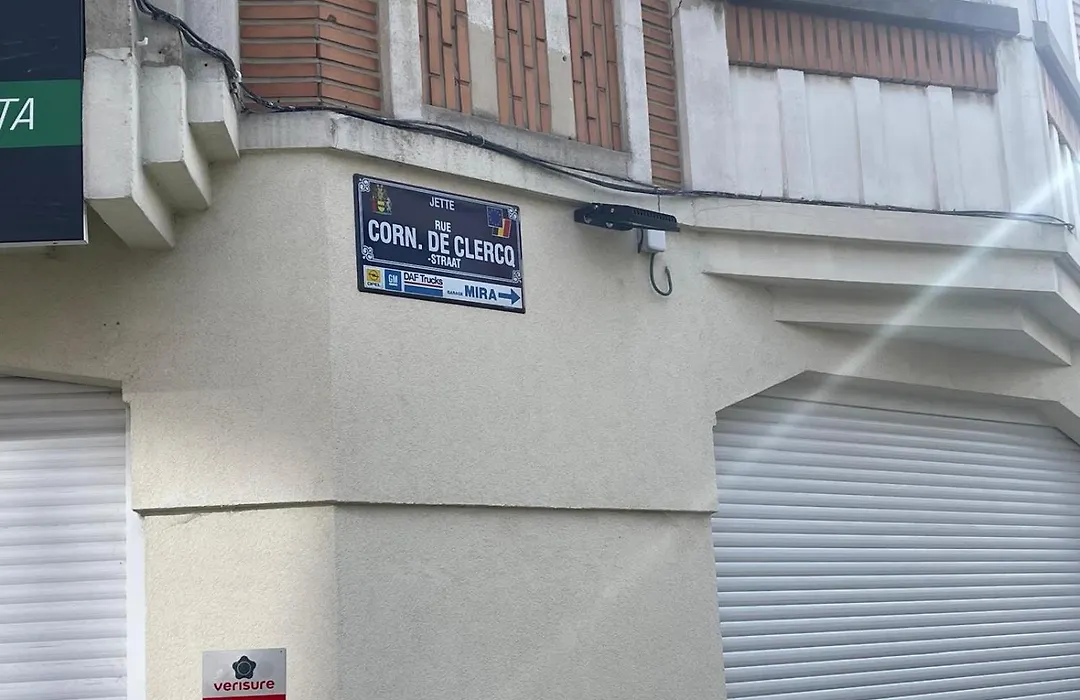 TA
JETTE
RUE
CORN. DE CLERCQ
-STRAAT
OPEL GM DAF Trucks GARAGE MIRA
verisure